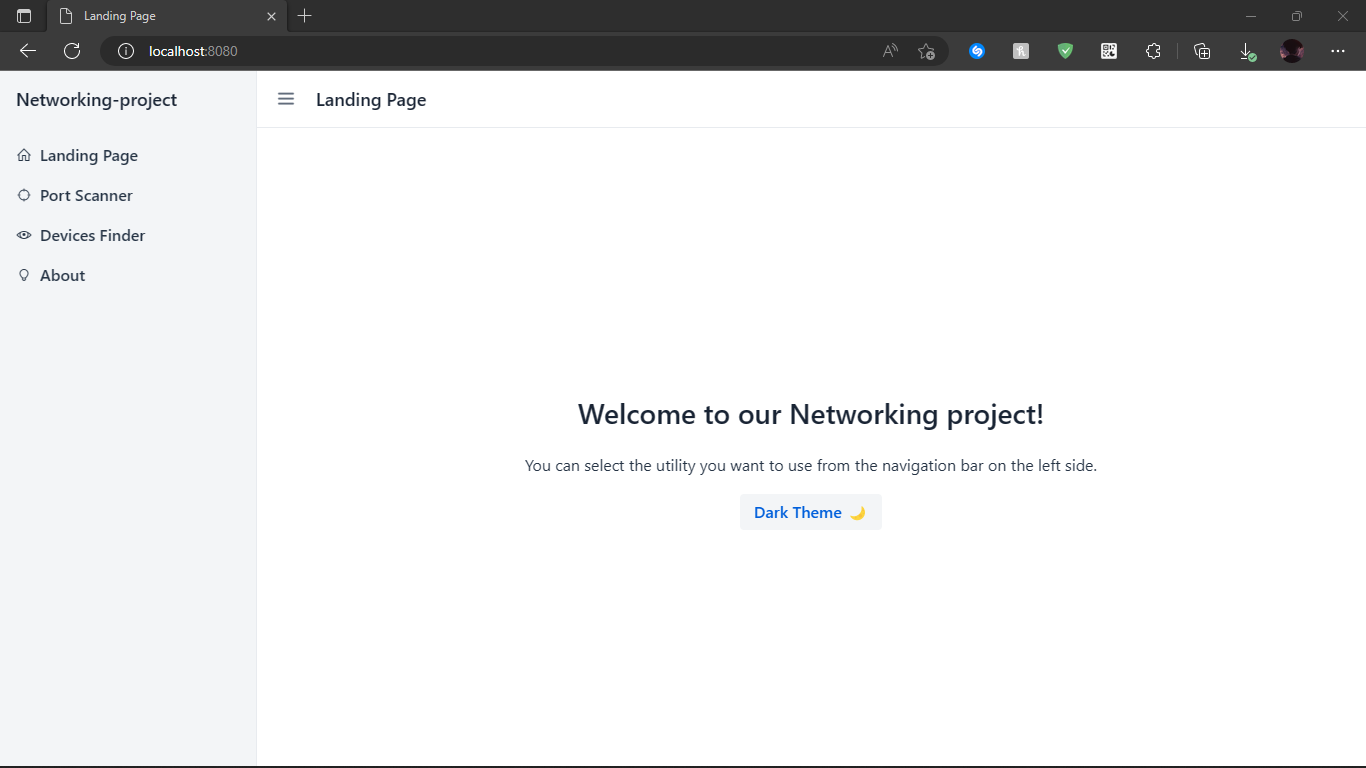 Landing Page
localhost:8080
Networking-project
Landing Page
Landing Page
Port Scanner
Devices Finder
About
Welcome to our Networking project!
You can select the utility you want to use from the navigation bar on the left side.
Dark Theme 🌙